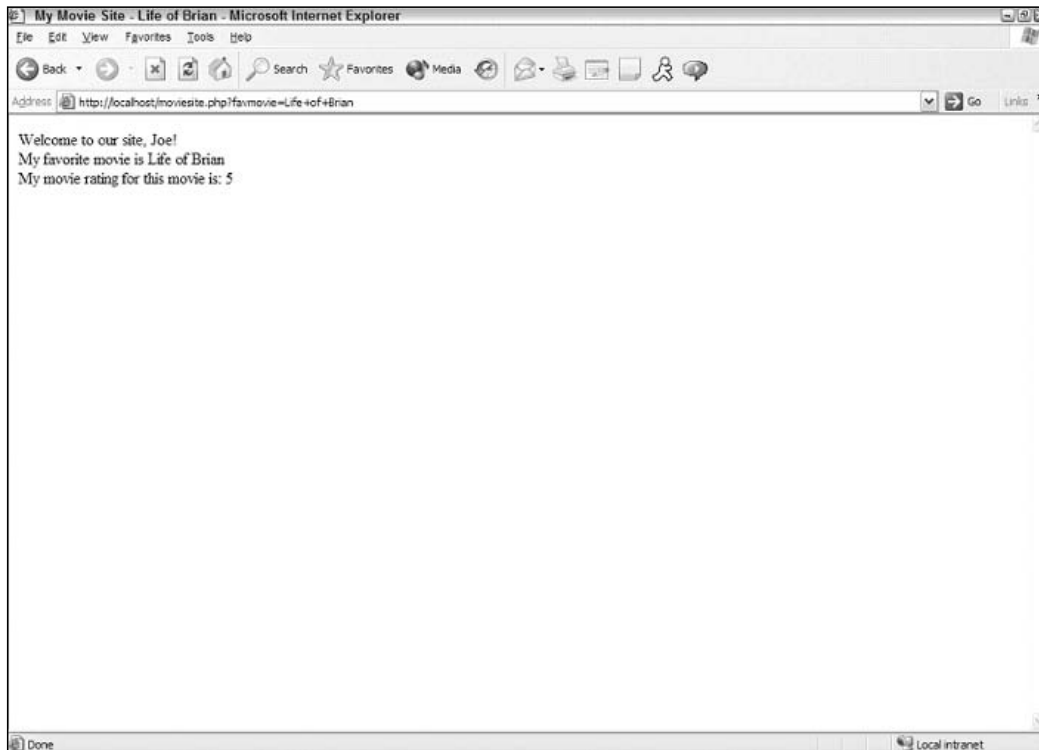 My Movie Site - Life of Brian - Microsoft Internet Explorer
File Edit View Favorites Tools Help
Back Search Favorites Media
Address http://localhost/moviesite.php?favmovie=Life+of+Brian Go Links
Welcome to our site, Joe!
My favorite movie is Life of Brian
My movie rating for this movie is: 5
Done Local intranet